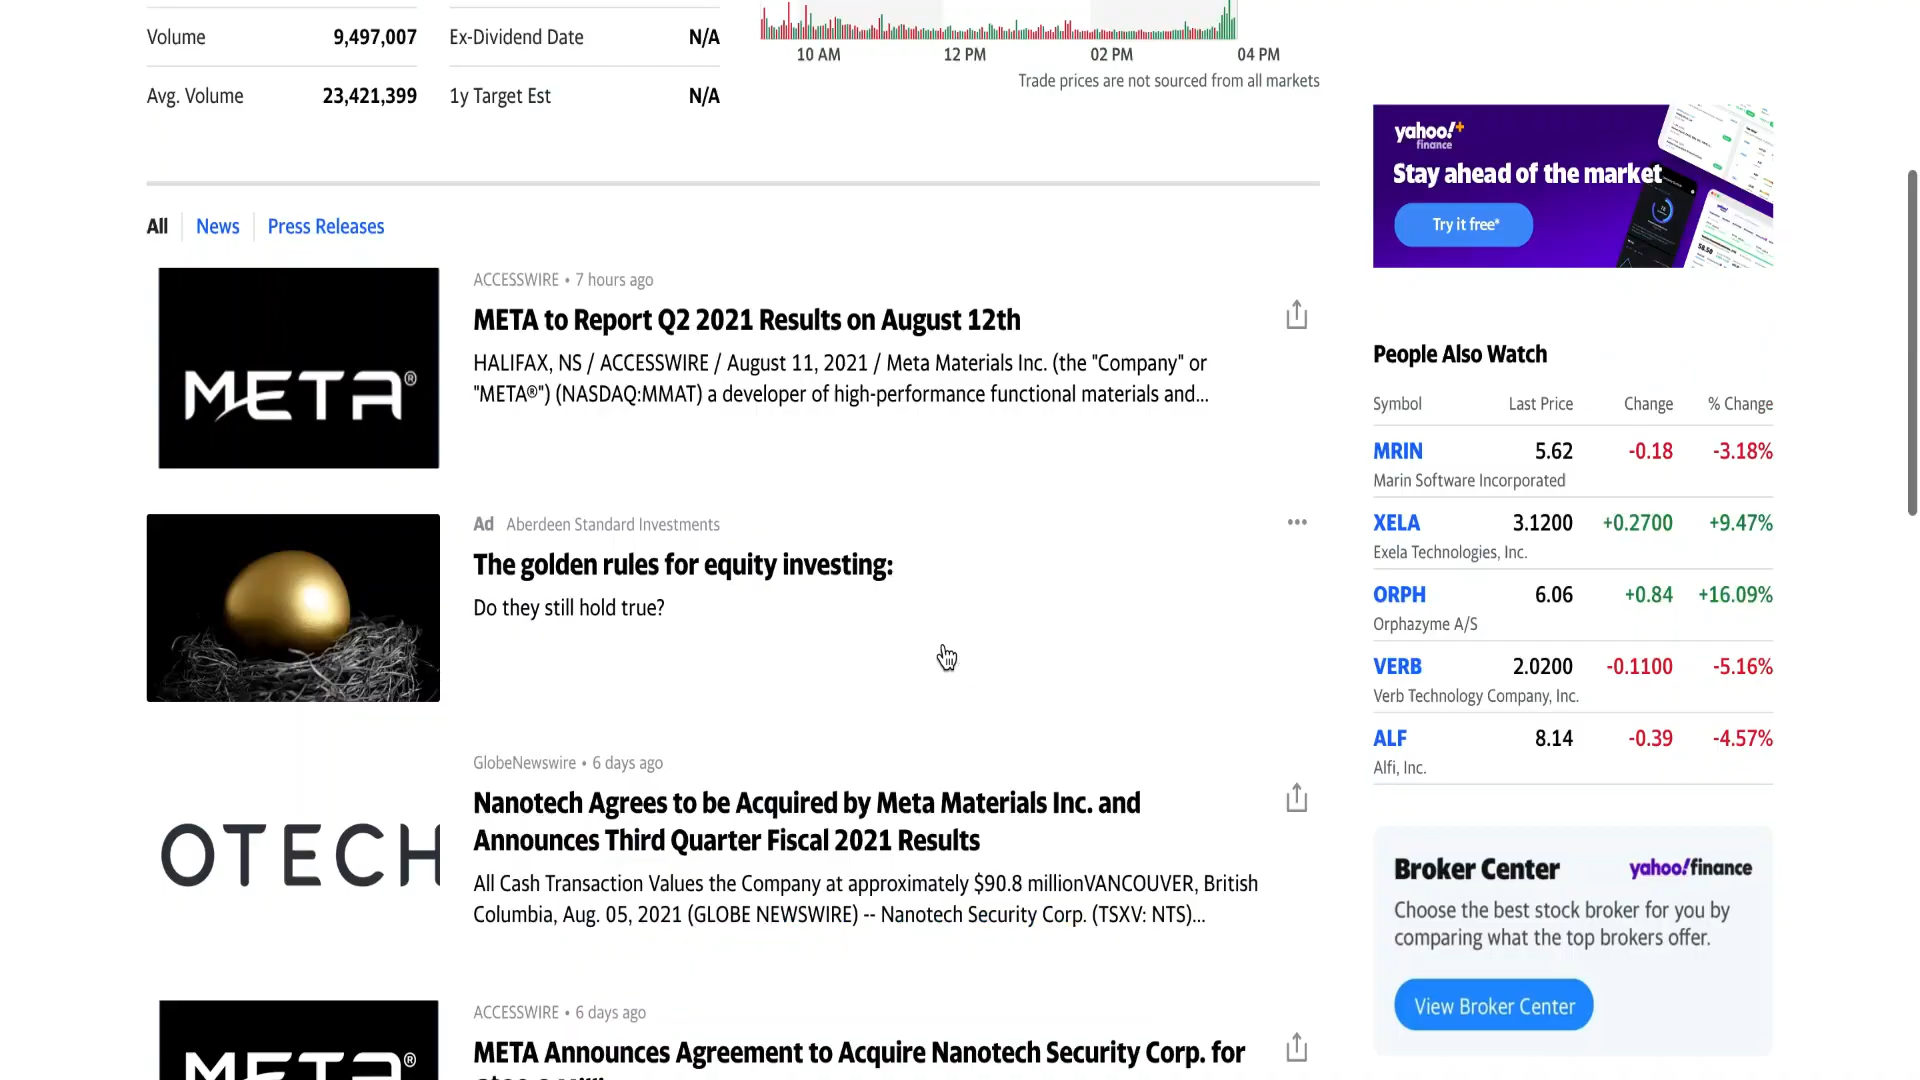 Volume 9,497,007 Ex-Dividend Date N/A
Avg. Volume 23,421,399 1y Target Est N/A
10 AM 12 PM 02 PM 04 PM
Trade prices are not sourced from all markets
All News Press Releases
ACCESSWIRE • 7 hours ago
META to Report Q2 2021 Results on August 12th
HALIFAX, NS / ACCESSWIRE / August 11, 2021 / Meta Materials Inc. (the "Company" or
"META®") (NASDAQ:MMAT) a developer of high-performance functional materials and...
META®
Ad Aberdeen Standard Investments
The golden rules for equity investing:
Do they still hold true?
GlobeNewswire • 6 days ago
Nanotech Agrees to be Acquired by Meta Materials Inc. and
Announces Third Quarter Fiscal 2021 Results
OTECH
All Cash Transaction Values the Company at approximately $90.8 millionVANCOUVER, British
Columbia, Aug. 05, 2021 (GLOBE NEWSWIRE) -- Nanotech Security Corp. (TSXV: NTS)...
ACCESSWIRE • 6 days ago
META Announces Agreement to Acquire Nanotech Security Corp. for
META®
yahoo!+
finance
Stay ahead of the market
Try it free*
People Also Watch
Symbol Last Price Change % Change
MRIN 5.62 -0.18 -3.18%
Marin Software Incorporated
XELA 3.1200 +0.2700 +9.47%
Exela Technologies, Inc.
ORPH 6.06 +0.84 +16.09%
Orphazyme A/S
VERB 2.0200 -0.1100 -5.16%
Verb Technology Company, Inc.
ALF 8.14 -0.39 -4.57%
Alfi, Inc.
Broker Center yahoo!finance
Choose the best stock broker for you by
comparing what the top brokers offer.
View Broker Center